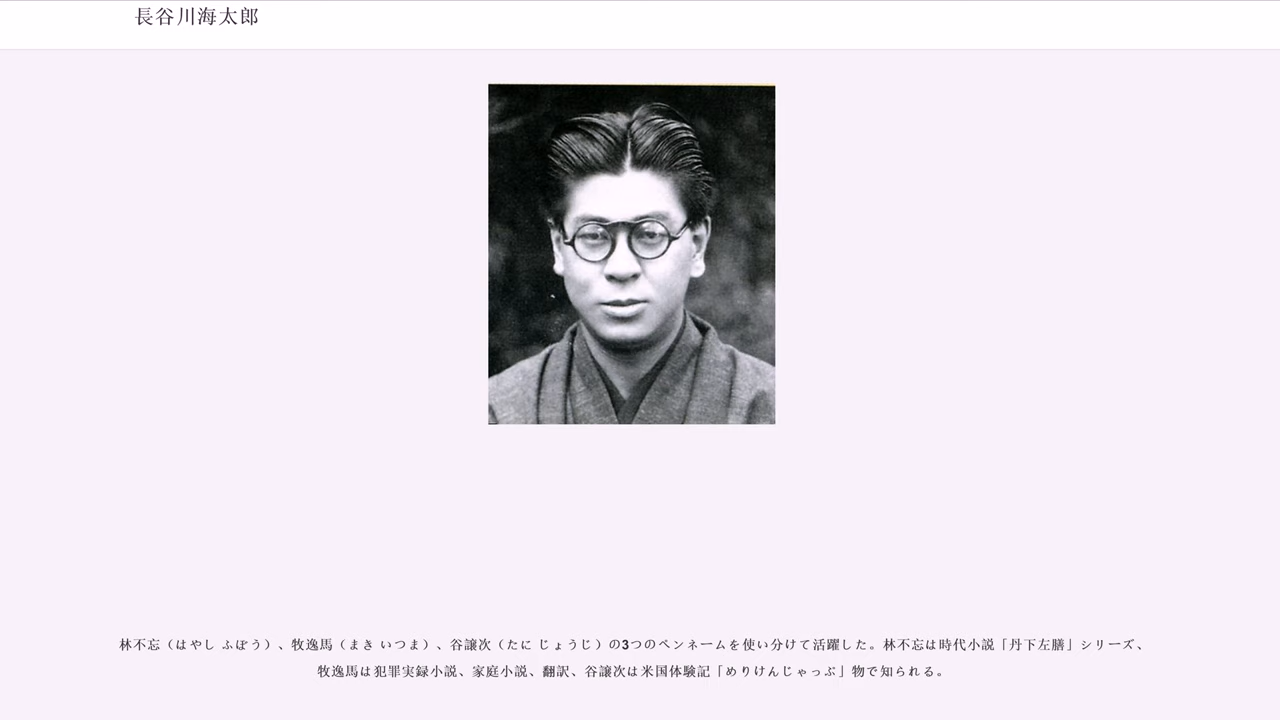 長谷川海太郎
林不忘（はやし ふぼう）、牧逸馬（まき いつま）、谷譲次（たに じょうじ）の3つのペンネームを使い分けて活躍した。林不忘は時代小説「丹下左膳」シリーズ、
牧逸馬は犯罪実録小説、家庭小説、翻訳、谷譲次は米国体験記「めりけんじゃっぷ」物で知られる。